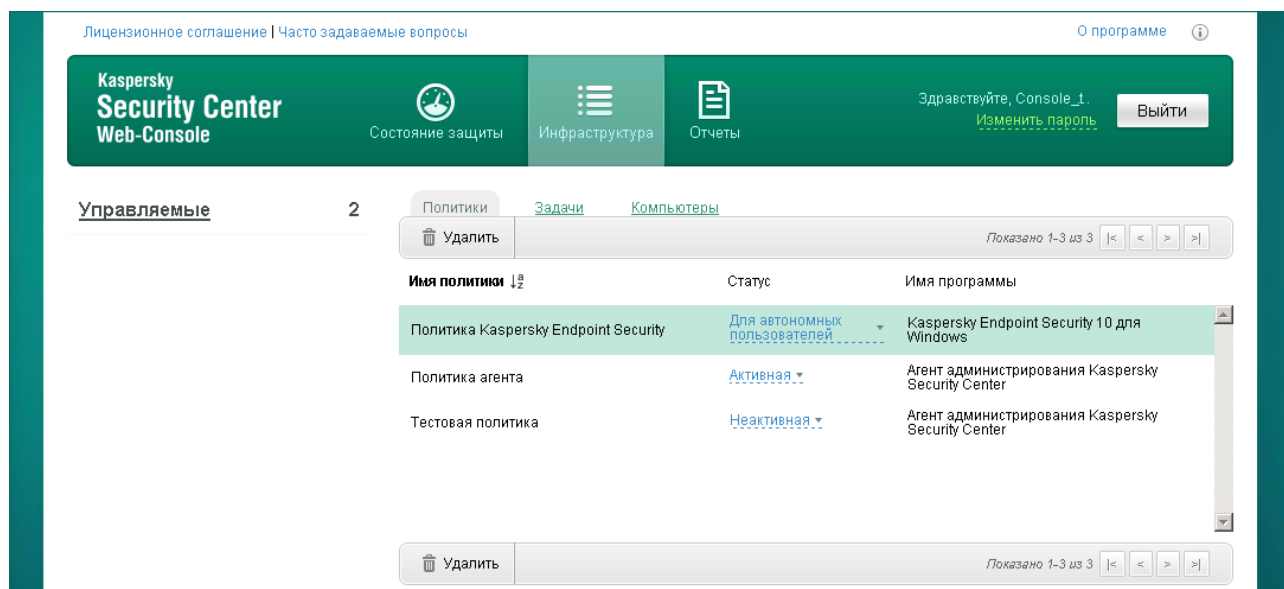 Лицензионное соглашение | Часто задаваемые вопросы
О программе
Kaspersky
Security Center
Web-Console
Состояние защиты
Инфраструктура
Отчеты
Здравствуйте, Console_t.
Изменить пароль
Выйти
Управляемые 2
Политики Задачи Компьютеры
Удалить
Показано 1-3 из 3 |< < > >|
Имя политики Статус Имя программы
Политика Kaspersky Endpoint Security
Для автономных
пользователей
Kaspersky Endpoint Security 10 для
Windows
Политика агента
Активная
Агент администрирования Kaspersky
Security Center
Тестовая политика
Неактивная
Агент администрирования Kaspersky
Security Center
Удалить
Показано 1-3 из 3 |< < > >|